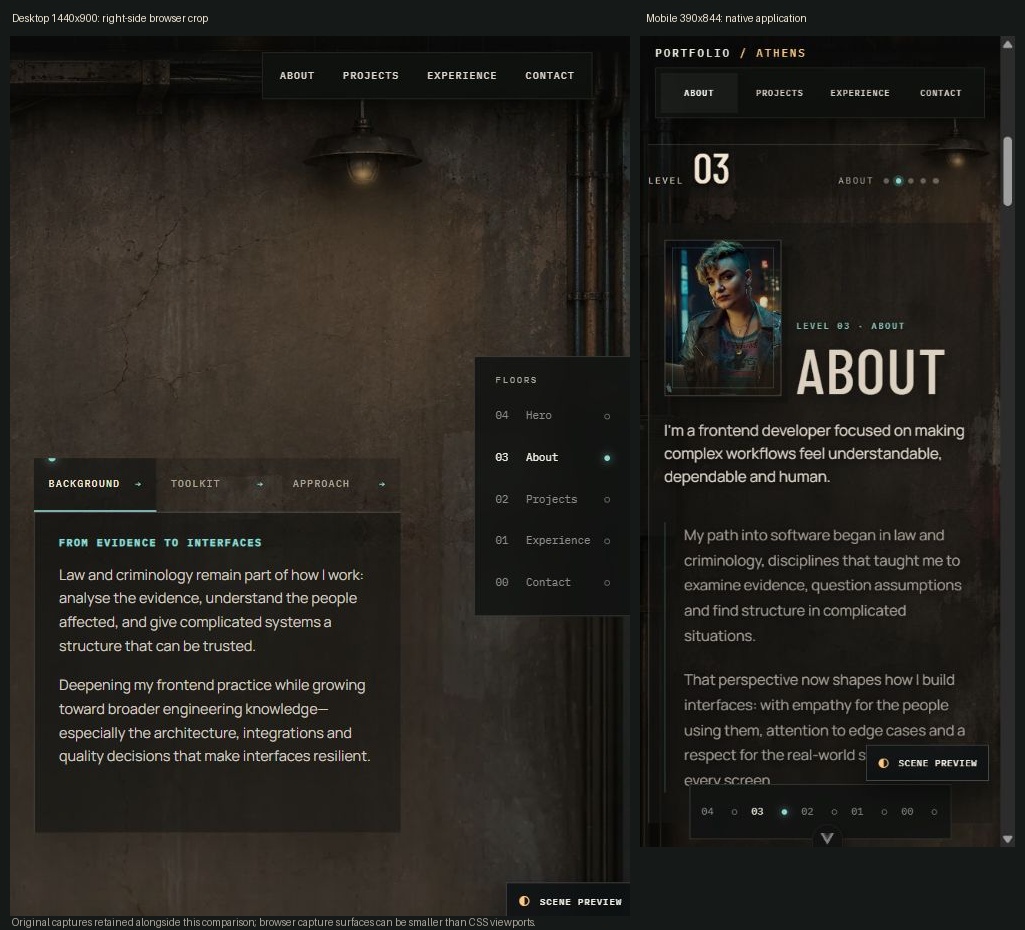 Desktop 1440x900: right-side browser crop
ABOUT PROJECTS EXPERIENCE CONTACT
FLOORS
04 Hero
03 About
02 Projects
01 Experience
00 Contact
BACKGROUND → TOOLKIT → APPROACH →
FROM EVIDENCE TO INTERFACES
Law and criminology remain part of how I work:
analyse the evidence, understand the people
affected, and give complicated systems a
structure that can be trusted.
Deepening my frontend practice while growing
toward broader engineering knowledge—
especially the architecture, integrations and
quality decisions that make interfaces resilient.
SCENE PREVIEW
Mobile 390x844: native application
PORTFOLIO / ATHENS
ABOUT PROJECTS EXPERIENCE CONTACT
LEVEL 03 ABOUT
LEVEL 03 · ABOUT
ABOUT
I'm a frontend developer focused on making
complex workflows feel understandable,
dependable and human.
My path into software began in law and
criminology, disciplines that taught me to
examine evidence, question assumptions
and find structure in complicated
situations.
That perspective now shapes how I build
interfaces: with empathy for the people
using them, attention to edge cases and a
respect for the real-world s
every screen
SCENE PREVIEW
04 03 02 01 00
Original captures retained alongside this comparison; browser capture surfaces can be smaller than CSS viewports.